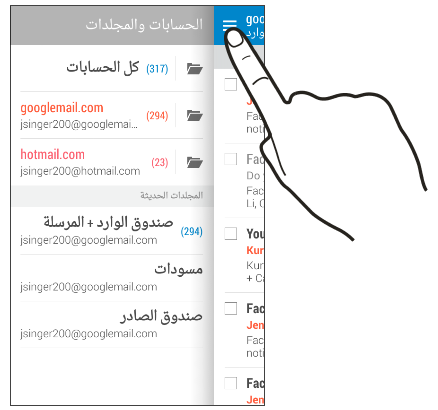 الحسابات والمجلدات
كل الحسابات (317)
googlemail.com
jsinger200@googlemai... (294)
hotmail.com
jsinger200@hotmail.com (23)
المجلدات الحديثة
صندوق الوارد + المرسلة
jsinger200@googlemail.com (294)
مسودات
jsinger200@googlemail.com
صندوق الصادر
jsinger200@googlemail.com
goo
وارد
Fac
noti
Fac
Do
Fac
Li, C
You
Kur
Kun
+ Ca
Fac
Jen
Fac
noti
Fac
Jen